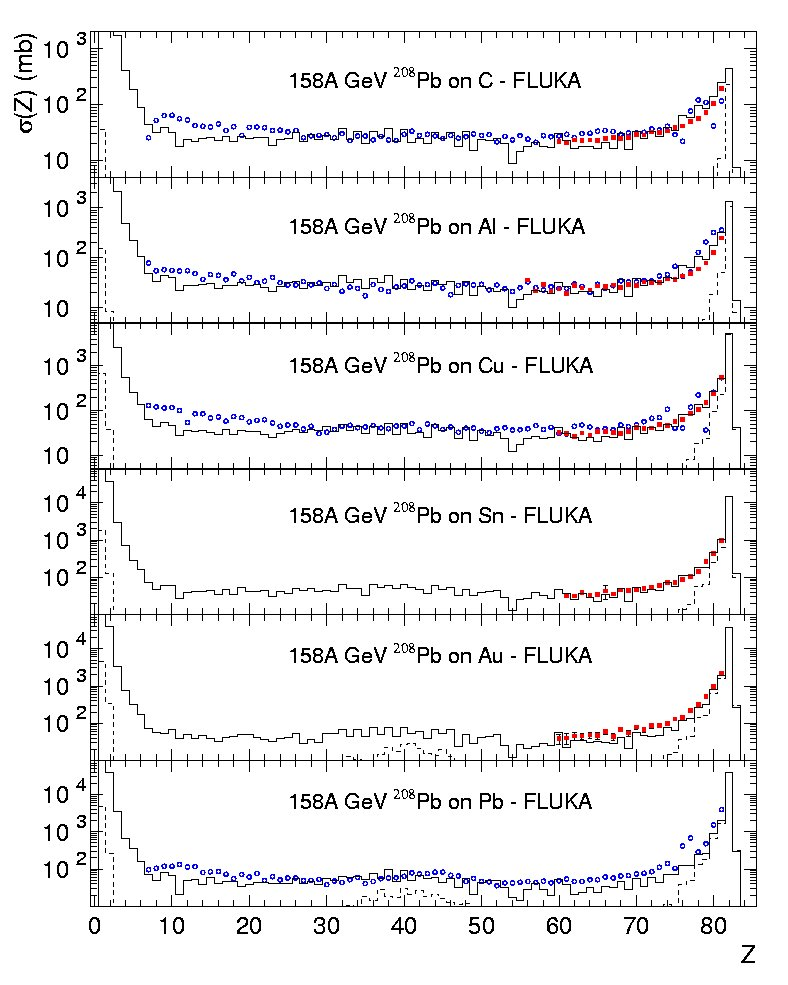 σ(Z) (mb)
10³
10²
10
158A GeV ²⁰⁸Pb on C - FLUKA
10³
10²
10
158A GeV ²⁰⁸Pb on Al - FLUKA
10³
10²
10
158A GeV ²⁰⁸Pb on Cu - FLUKA
10⁴
10³
10²
158A GeV ²⁰⁸Pb on Sn - FLUKA
10⁴
10³
10²
158A GeV ²⁰⁸Pb on Au - FLUKA
10⁴
10³
10²
158A GeV ²⁰⁸Pb on Pb - FLUKA
0 10 20 30 40 50 60 70 80
Z